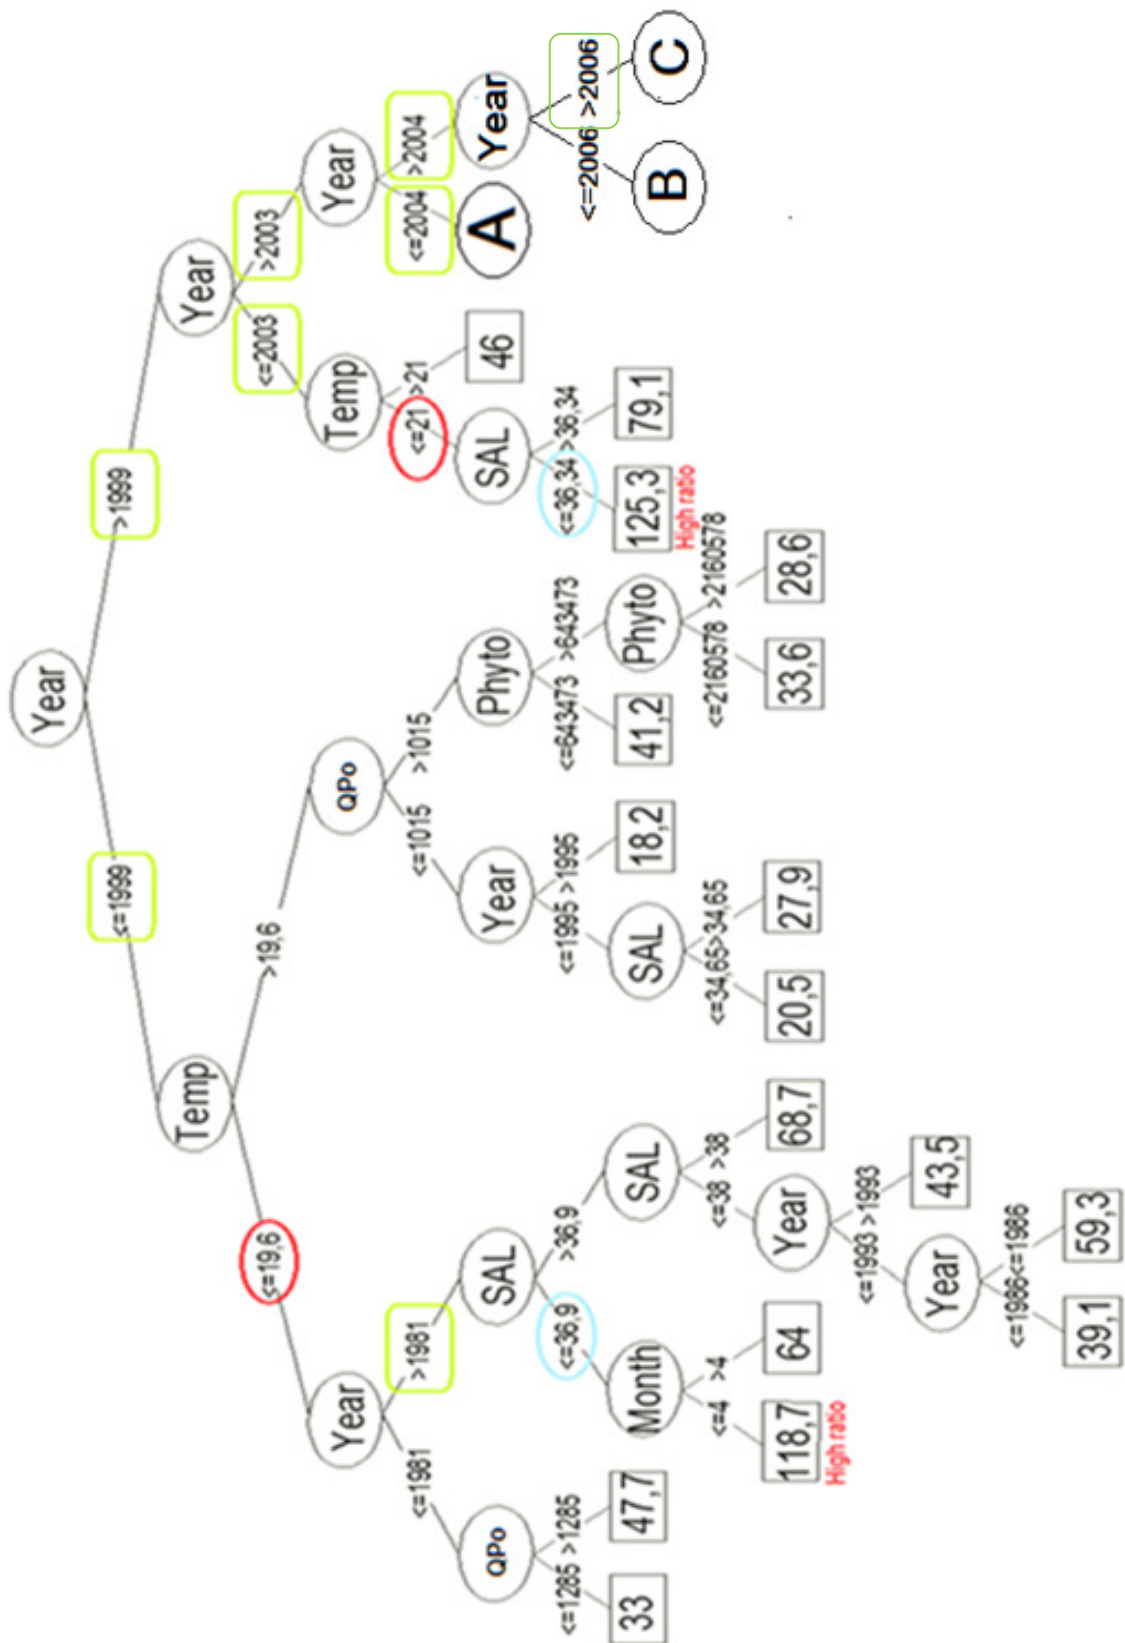 Year
<=1999 >1999
Temp Year
<=19,6 >19,6 <=2003 >2003
Year QPo Temp Year
<=1981 >1981 <=1015 >1015 <=21 >21 <=2004 >2004
QPo SAL Year Phyto SAL 46 A Year
<=1285 >1285 <=36,9 >36,9 <=1995 >1995 <=643473 >643473 <=36,34 >36,34 <=2006 >2006
33 47,7 Month SAL SAL 18,2 41,2 Phyto 125,3 79,1 B C
High ratio
<=4 >4 <=38 >38 <=34,65 >34,65 <=2160578 >2160578
118,7 64 Year 68,7 20,5 27,9 33,6 28,6
High ratio
<=1993 >1993
Year 43,5
<=1986 <=1986
39,1 59,3